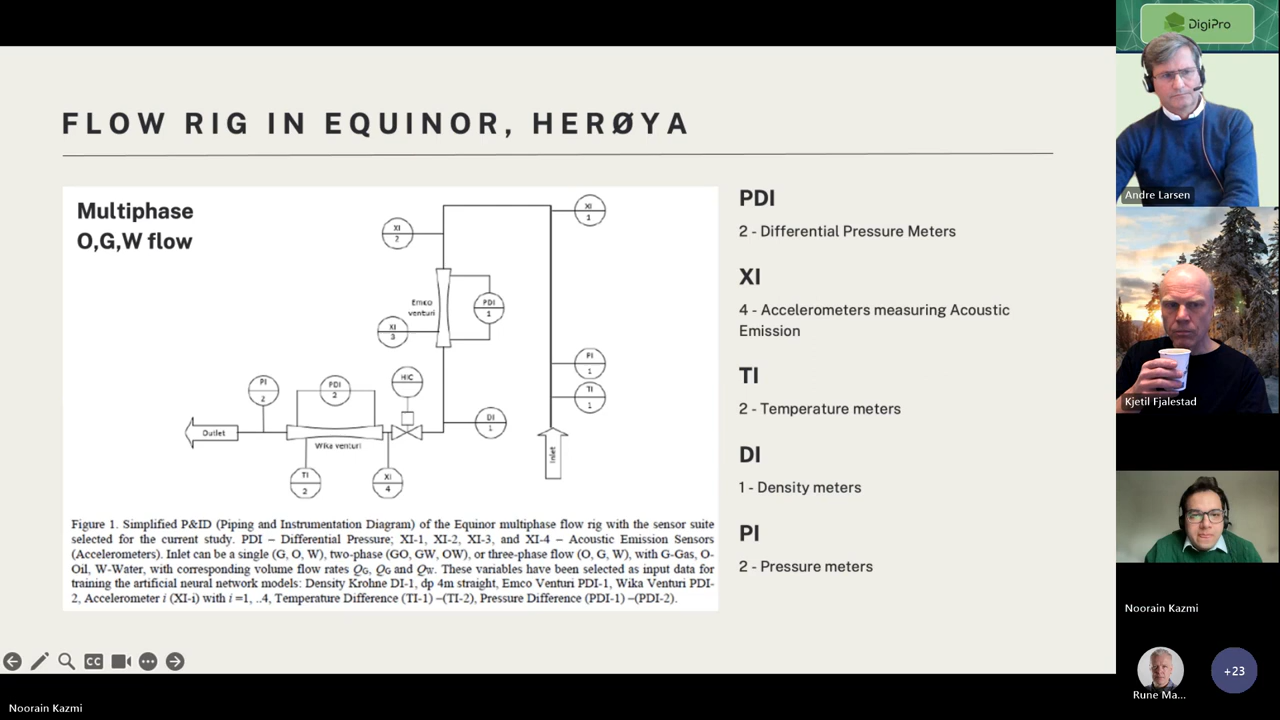 DigiPro
FLOW RIG IN EQUINOR, HERØYA
Andre Larsen
Multiphase
O,G,W flow
XI
1
XI
2
Emco
venturi
PDI
1
XI
3
PI
1
TI
1
PI
2
PDI
2
HIC
DI
1
Outlet
Wika venturi
Inlet
TI
2
XI
4
Figure 1. Simplified P&ID (Piping and Instrumentation Diagram) of the Equinor multiphase flow rig with the sensor suite
selected for the current study. PDI – Differential Pressure; XI-1, XI-2, XI-3, and XI-4 – Acoustic Emission Sensors
(Accelerometers). Inlet can be a single (G, O, W), two-phase (GO, GW, OW), or three-phase flow (O, G, W), with G-Gas, O-
Oil, W-Water, with corresponding volume flow rates QG, QG and QW. These variables have been selected as input data for
training the artificial neural network models: Density Krohne DI-1, dp 4m straight, Emco Venturi PDI-1, Wika Venturi PDI-
2, Accelerometer i (XI-i) with i =1, ..4, Temperature Difference (TI-1) –(TI-2), Pressure Difference (PDI-1) –(PDI-2).
PDI
2 - Differential Pressure Meters
XI
4 - Accelerometers measuring Acoustic
Emission
TI
2 - Temperature meters
DI
1 - Density meters
PI
2 - Pressure meters
Kjetil Fjalestad
Noorain Kazmi
Rune Ma...
+23
CC
Noorain Kazmi